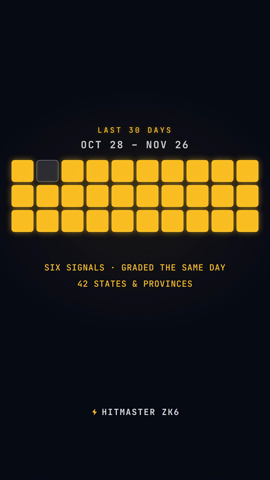 LAST 30 DAYS
OCT 28 – NOV 26
SIX SIGNALS · GRADED THE SAME DAY
42 STATES & PROVINCES
HITMASTER ZK6